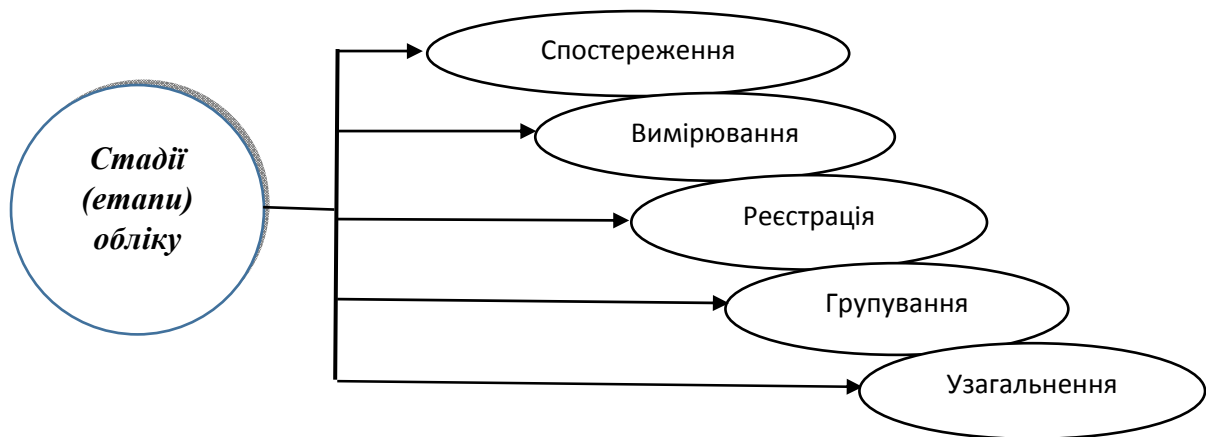 Стадії
(етапи)
обліку
Спостереження
Вимірювання
Реєстрація
Групування
Узагальнення